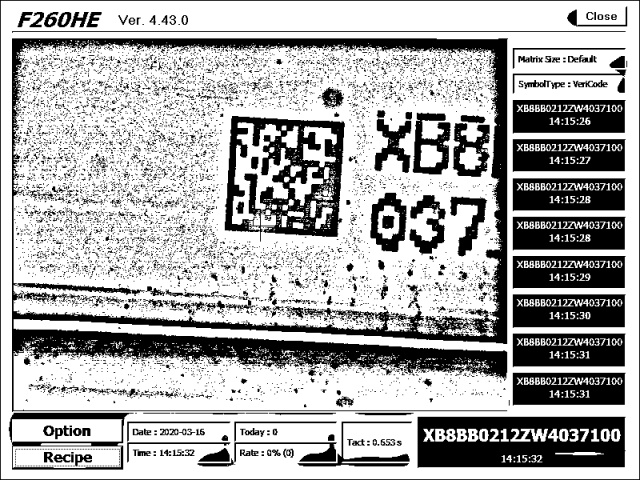 F260HE Ver. 4.43.0 Close
Matrix Size : Default
SymbolType : VeriCode
XB8BB0212ZW4037100
14:15:26
XB8BB0212ZW4037100
14:15:27
XB8BB0212ZW4037100
14:15:28
XB8BB0212ZW4037100
14:15:28
XB8BB0212ZW4037100
14:15:29
XB8BB0212ZW4037100
14:15:30
XB8BB0212ZW4037100
14:15:31
XB8BB0212ZW4037100
14:15:31
XB8
037
Option
Recipe
Date : 2020-03-16
Time : 14:15:32
Today : 0
Rate : 0% (0)
Tact : 0.653 s
XB8BB0212ZW4037100
14:15:32